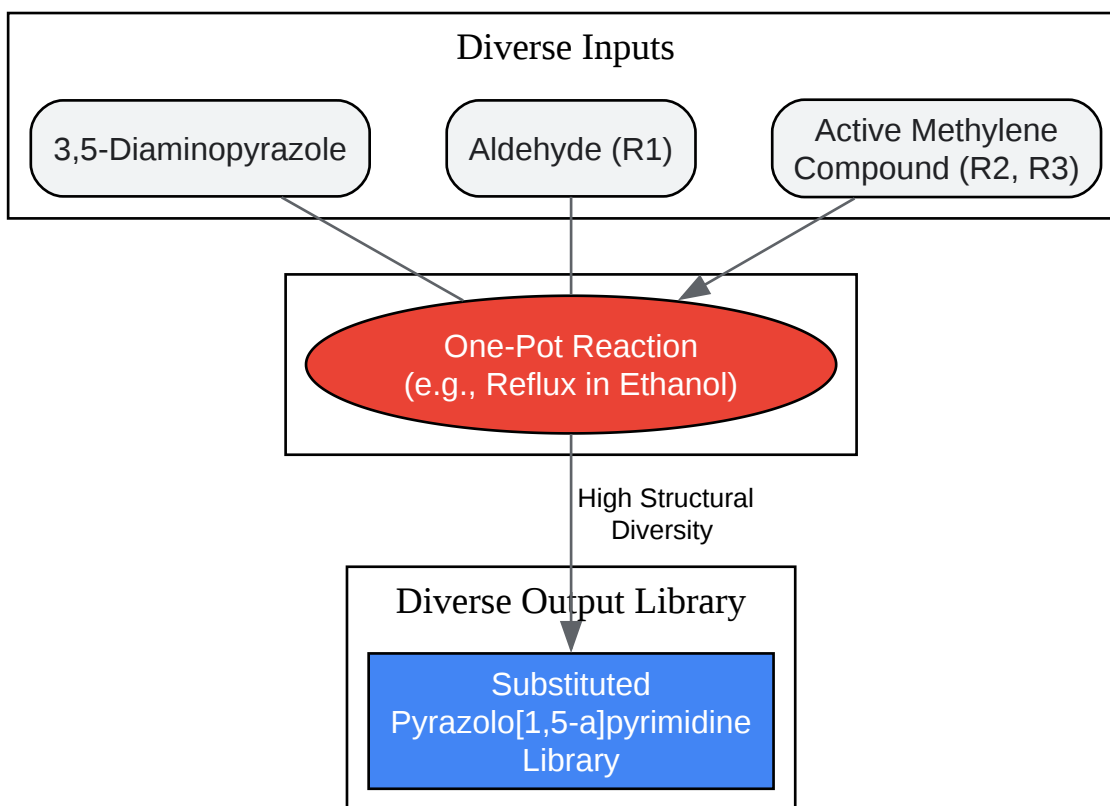 Diverse Inputs
3,5-Diaminopyrazole
Aldehyde (R1)
Active Methylene
Compound (R2, R3)
One-Pot Reaction
(e.g., Reflux in Ethanol)
High Structural
Diversity
Diverse Output Library
Substituted
Pyrazolo[1,5-a]pyrimidine
Library